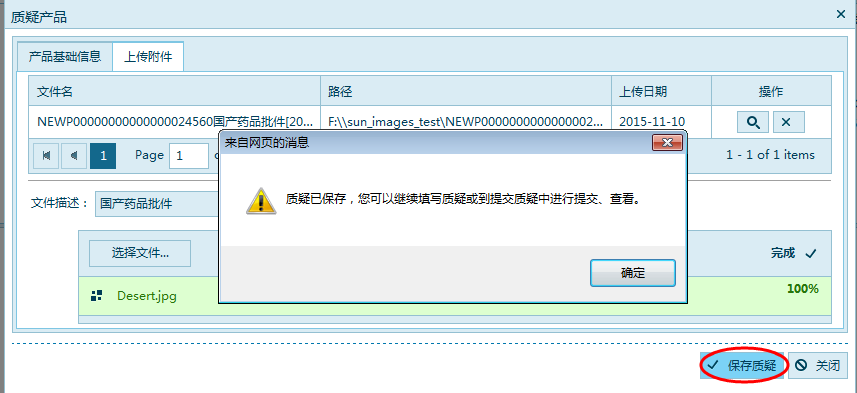 质疑产品
产品基础信息 上传附件
文件名 路径 上传日期 操作
NEWP00000000000000024560国产药品批件[20... F:\\sun_images_test\NEWP0000000000000002... 2015-11-10
来自网页的消息
1 Page 1 1 - 1 of 1 items
质疑已保存，您可以继续填写质疑或到提交质疑中进行提交、查看。
文件描述： 国产药品批件
选择文件... 完成
确定
Desert.jpg 100%
保存质疑 关闭